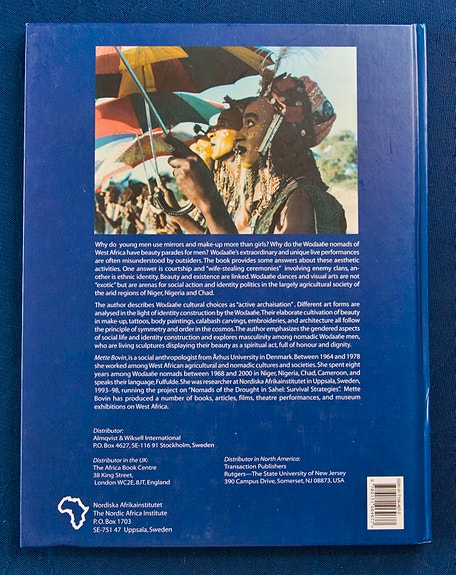 Why do young men use mirrors and make-up more than girls? Why do the Woɗaaɓe nomads of
West Africa have beauty parades for men? Woɗaaɓe's extraordinary and unique live performances
are often misunderstood by outsiders. The book provides some answers about these aesthetic
activities. One answer is courtship and "wife-stealing ceremonies" involving enemy clans, an-
other is ethnic identity. Beauty and existence are linked. Woɗaaɓe dances and visual arts are not
"exotic" but are arenas for social action and identity politics in the largely agricultural society of
the arid regions of Niger, Nigeria and Chad.
The author describes Woɗaaɓe cultural choices as "active archaisation". Different art forms are
analysed in the light of identity construction by the Woɗaaɓe. Their elaborate cultivation of beauty
in make-up, tattoos, body paintings, calabash carvings, embroideries, and architecture all follow
the principle of symmetry and order in the cosmos. The author emphasizes the gendered aspects
of social life and identity construction and explores masculinity among nomadic Woɗaaɓe men,
who are living sculptures displaying their beauty as a spiritual act, full of honour and dignity.
Mette Bovin, is a social anthropologist from Århus University in Denmark. Between 1964 and 1978
she worked among West African agricultural and nomadic cultures and societies. She spent eight
years among Woɗaaɓe nomads between 1968 and 2000 in Niger, Nigeria, Chad, Cameroon, and
speaks their language, Fulfulde. She was researcher at Nordiska Afrikainstitutet in Uppsala, Sweden,
1993–98, running the project on "Nomads of the Drought in Sahel: Survival Strategies". Mette
Bovin has produced a number of books, articles, films, theatre performances, and museum
exhibitions on West Africa.
Distributor:
Almqvist & Wiksell International
P.O. Box 4627, SE-116 91 Stockholm, Sweden
Distributor in the UK:
The Africa Book Centre
38 King Street,
London WC2E, 8JT, England
Distributor in North America:
Transaction Publishers
Rutgers—The State University of New Jersey
390 Campus Drive, Somerset, NJ 08873, USA
Nordiska Afrikainstitutet
The Nordic Africa Institute
P.O. Box 1703
SE-751 47 Uppsala, Sweden